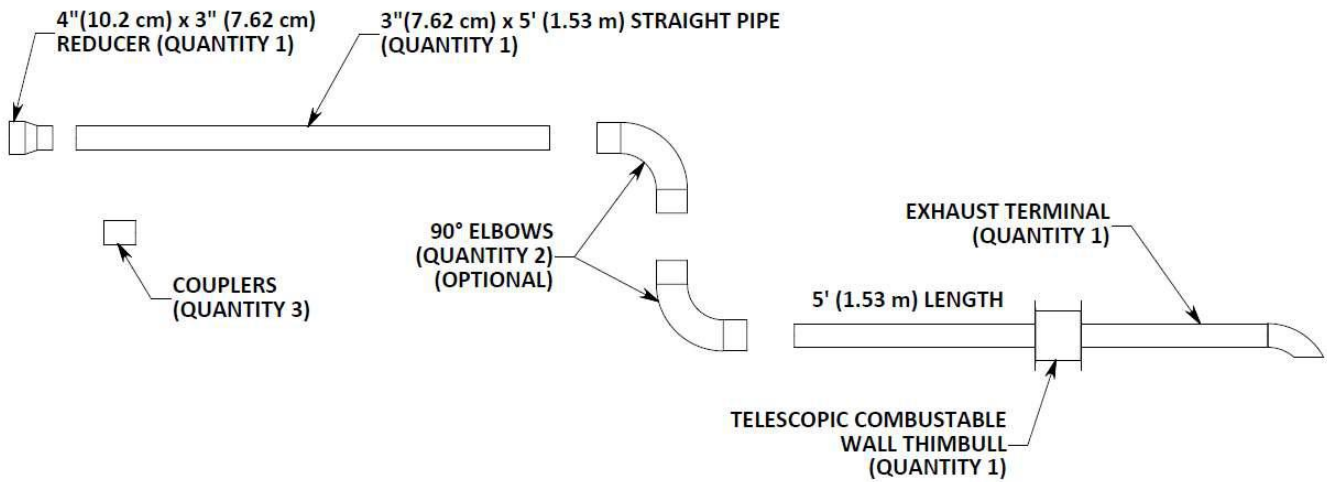 4"(10.2 cm) x 3" (7.62 cm)
REDUCER (QUANTITY 1)
3"(7.62 cm) x 5' (1.53 m) STRAIGHT PIPE
(QUANTITY 1)
COUPLERS
(QUANTITY 3)
90° ELBOWS
(QUANTITY 2)
(OPTIONAL)
EXHAUST TERMINAL
(QUANTITY 1)
5' (1.53 m) LENGTH
TELESCOPIC COMBUSTABLE
WALL THIMBULL
(QUANTITY 1)